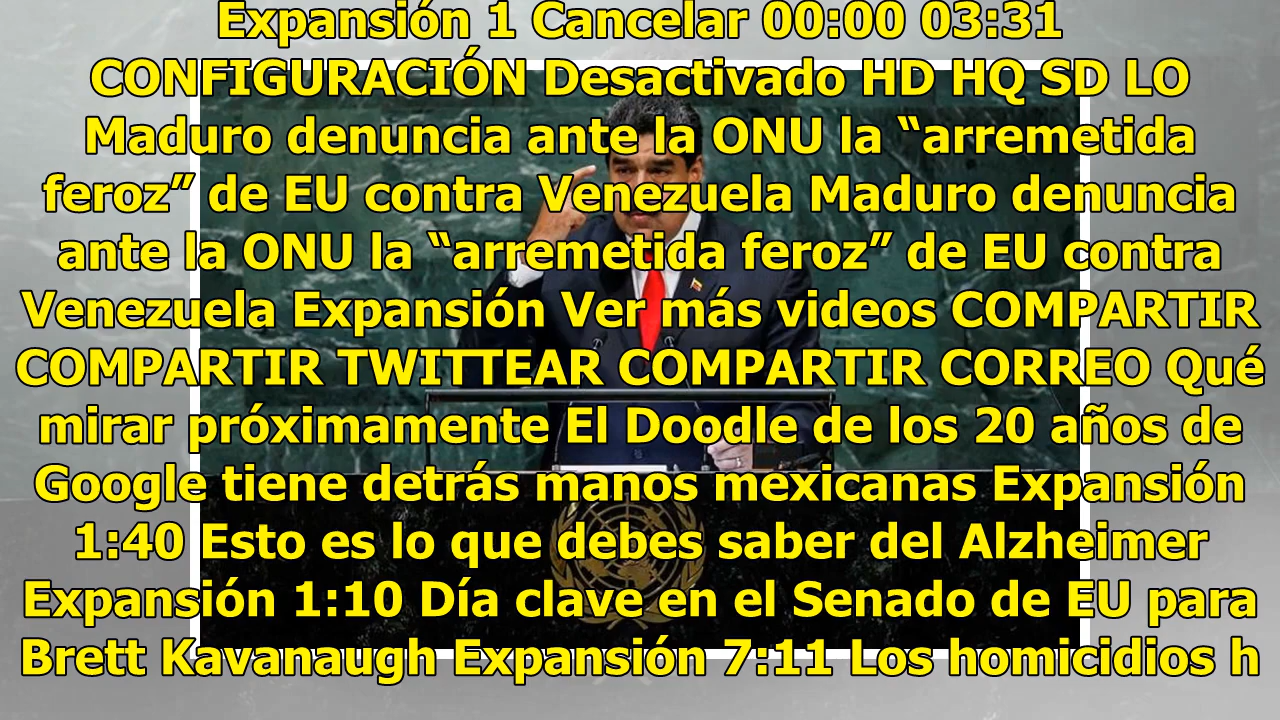 Expansión 1 Cancelar 00:00 03:31
CONFIGURACIÓN Desactivado HD HQ SD LO
Maduro denuncia ante la ONU la “arremetida
feroz” de EU contra Venezuela Maduro denuncia
ante la ONU la “arremetida feroz” de EU contra
Venezuela Expansión Ver más videos COMPARTIR
COMPARTIR TWITTEAR COMPARTIR CORREO Qué
mirar próximamente El Doodle de los 20 años de
Google tiene detrás manos mexicanas Expansión
1:40 Esto es lo que debes saber del Alzheimer
Expansión 1:10 Día clave en el Senado de EU para
Brett Kavanaugh Expansión 7:11 Los homicidios h